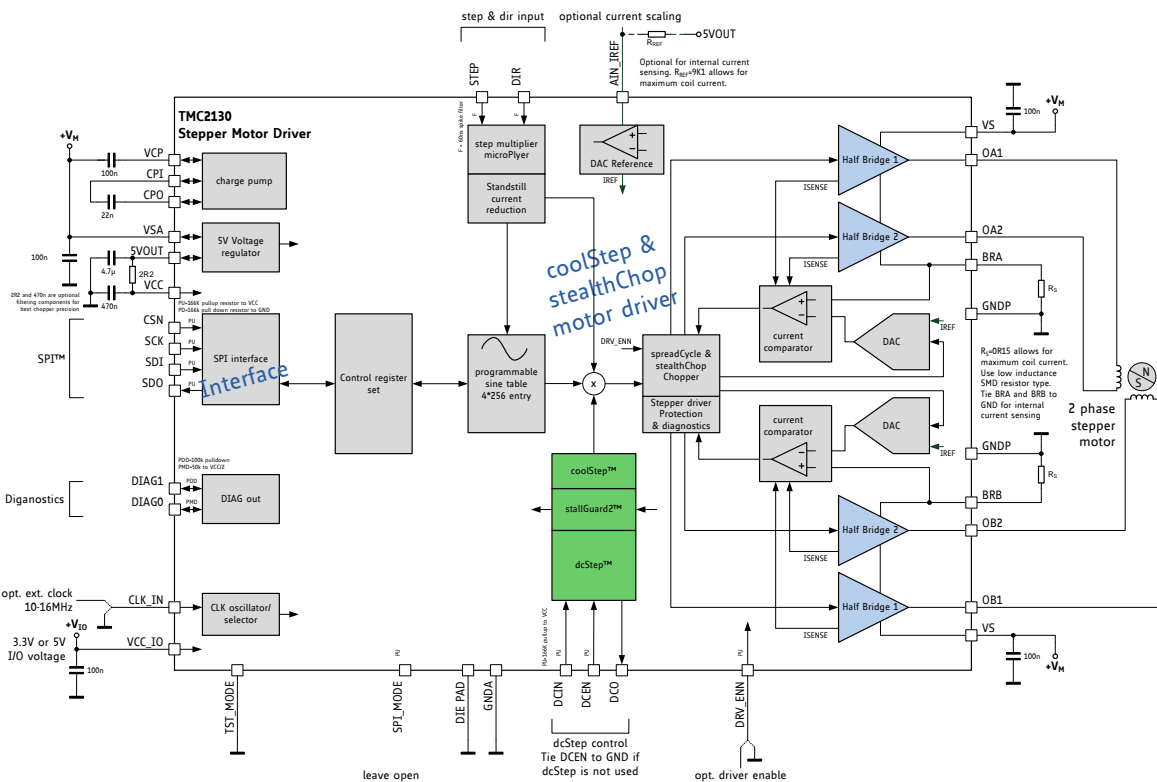 step & dir input
optional current scaling
5VOUT
R_REF
Optional for internal current
sensing. R_REF=9K1 allows for
maximum coil current.
STEP
DIR
AIN_IREF
TMC2130
Stepper Motor Driver
F = 60ns spike filter
F
F
+V_M
VCP
100n
CPI
CPO
22n
charge pump
VSA
5VOUT
100n
4.7µ
2R2
VCC
470n
5V Voltage
regulator
2R2 and 470n are optional
filtering components for
best chopper precision
PU=166K pullup resistor to VCC
PD=166k pull down resistor to GND
step multiplier
microPlyer
Standstill
current
reduction
DAC Reference
IREF
coolStep &
stealthChop
motor driver
Half Bridge 1
ISENSE
Half Bridge 2
ISENSE
VS
100n
+V_M
OA1
OA2
BRA
R_S
GNDP
SPI™
CSN
PU
SCK
PU
SDI
PU
SDO
PU
SPI interface
Interface
Control register
set
programmable
sine table
4*256 entry
x
DRV_ENN
spreadCycle &
stealthChop
Chopper
Stepper driver
Protection
& diagnostics
current
comparator
DAC
IREF
current
comparator
DAC
IREF
R_S=0R15 allows for
maximum coil current.
Use low inductance
SMD resistor type.
Tie BRA and BRB to
GND for internal
current sensing
N
S
2 phase
stepper
motor
GNDP
R_S
BRB
OB2
OB1
VS
100n
+V_M
Half Bridge 2
ISENSE
Half Bridge 1
ISENSE
coolStep™
stallGuard2™
dcStep™
PDD=100k pulldown
PMD=50k to VCC/2
Diganostics
DIAG1
PDD
DIAG0
PMD
DIAG out
opt. ext. clock
10-16MHz
CLK_IN
CLK oscillator/
selector
+V_IO
3.3V or 5V
I/O voltage
VCC_IO
100n
PU
PU=166K pullup to VCC
PU
PU
PU
TST_MODE
SPI_MODE
DIE PAD
GNDA
DCIN
DCEN
DCO
DRV_ENN
leave open
dcStep control
Tie DCEN to GND if
dcStep is not used
opt. driver enable